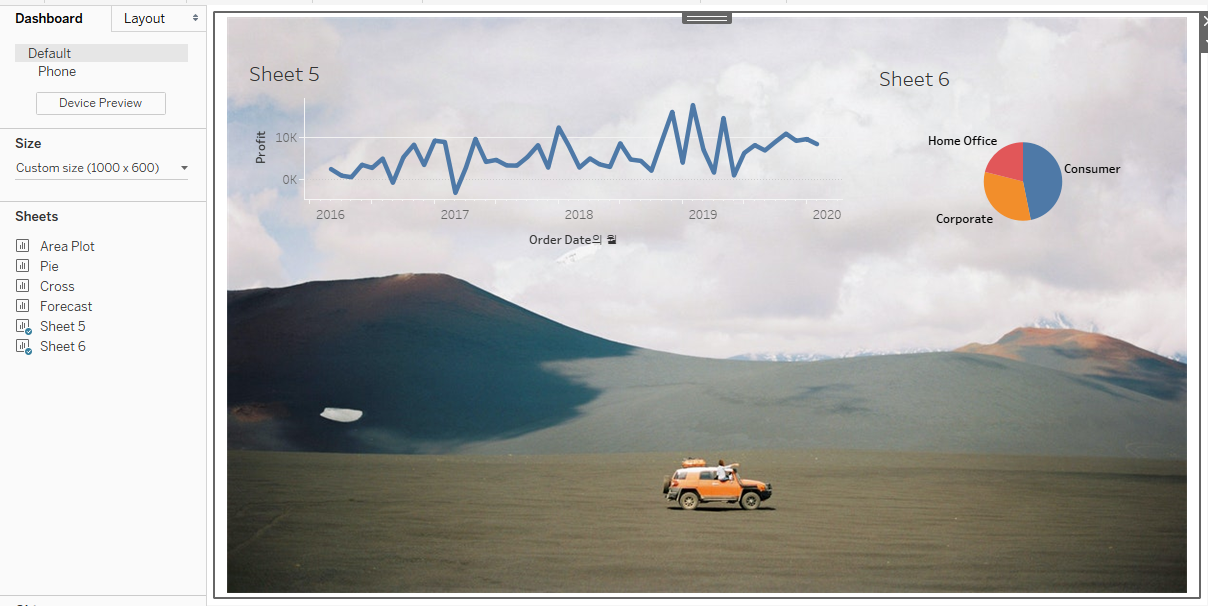 Dashboard
Layout
Default
Phone
Device Preview
Size
Custom size (1000 x 600)
Sheets
Area Plot
Pie
Cross
Forecast
Sheet 5
Sheet 6
Sheet 5
Profit
10K
0K
2016 2017 2018 2019 2020
Order Date의 월
Sheet 6
Home Office
Consumer
Corporate